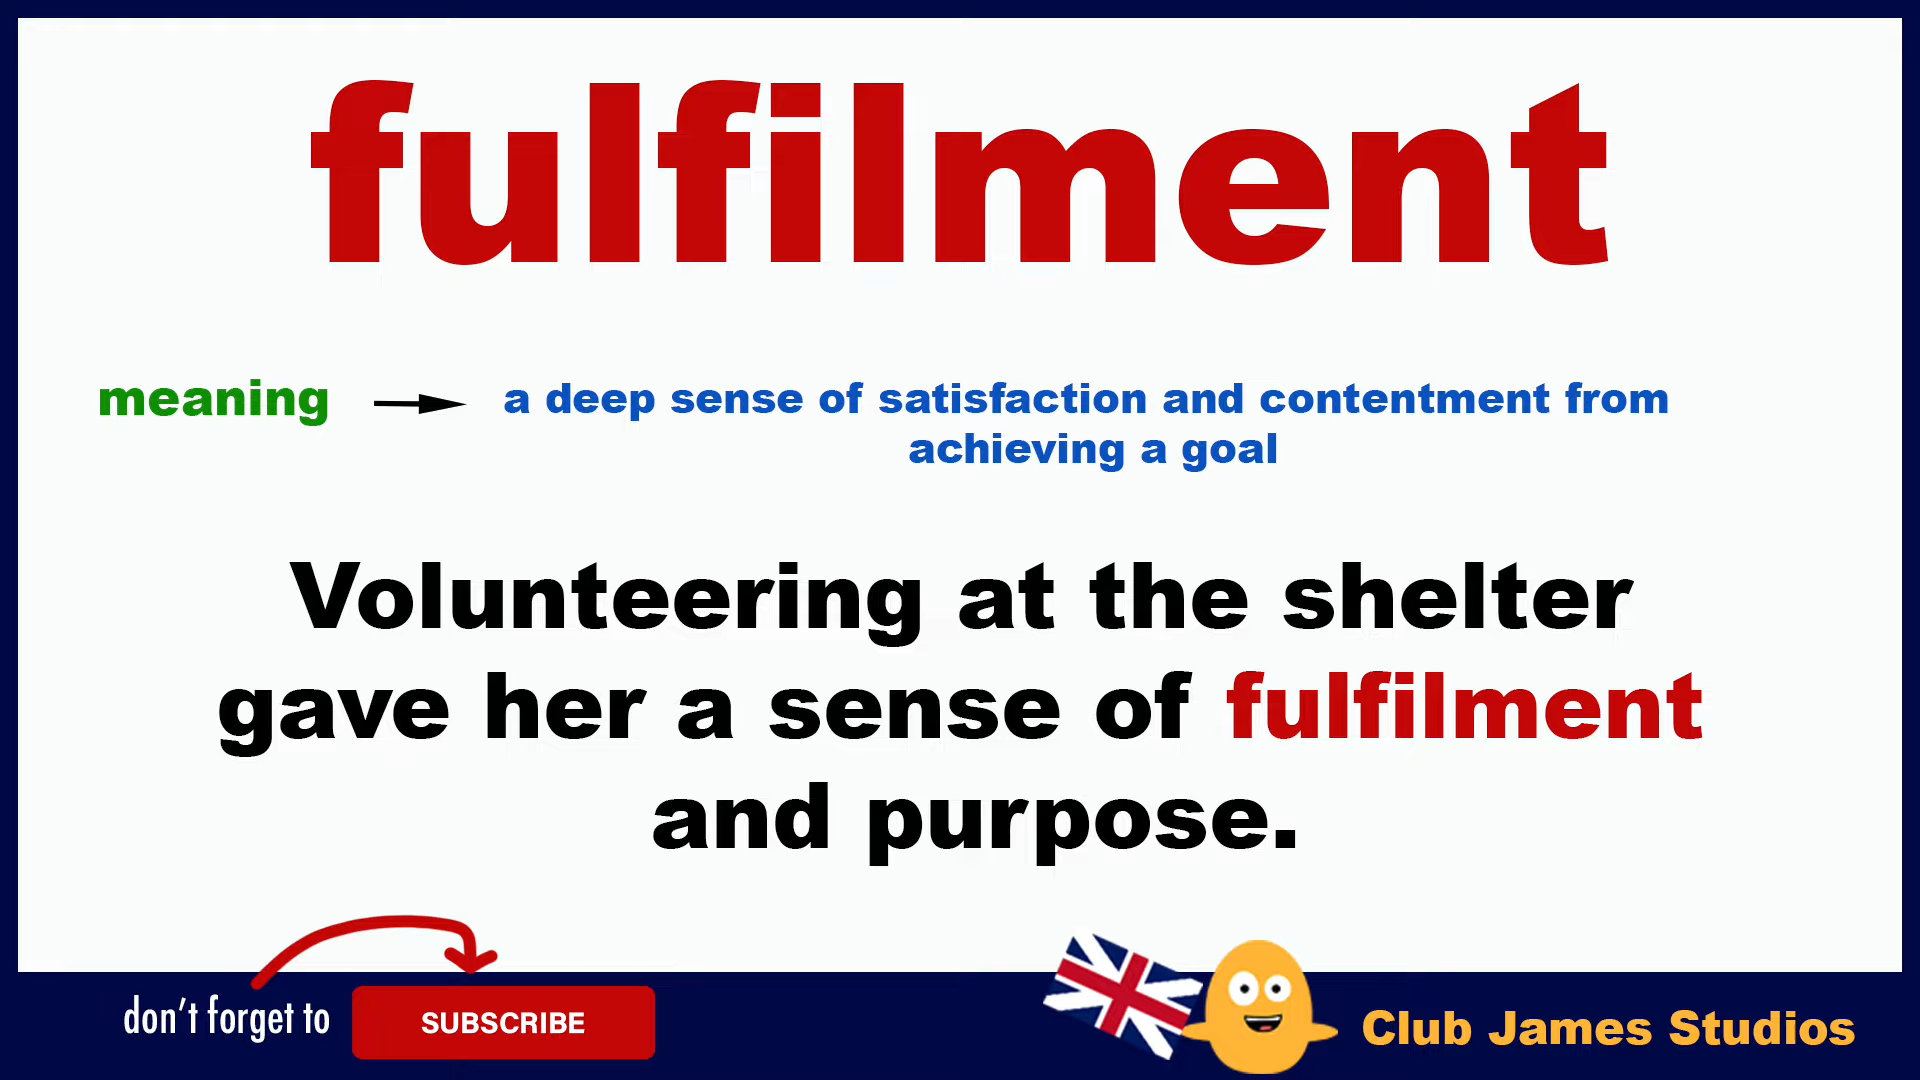 fulfilment
meaning
a deep sense of satisfaction and contentment from
achieving a goal
Volunteering at the shelter
gave her a sense of fulfilment
and purpose.
don't forget to
SUBSCRIBE
Club James Studios